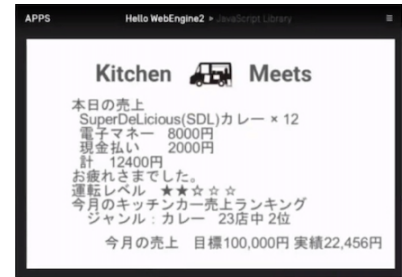 APPS Hello WebEngine2 ▸ JavaScript Library ≡
Kitchen Meets
本日の売上
SuperDeLicious(SDL)カレー × 12
電子マネー 8000円
現金払い 2000円
計 12400円
お疲れさまでした。
運転レベル ★★☆☆☆
今月のキッチンカー売上ランキング
ジャンル：カレー 23店中 2位
今月の売上 目標100,000円 実績22,456円